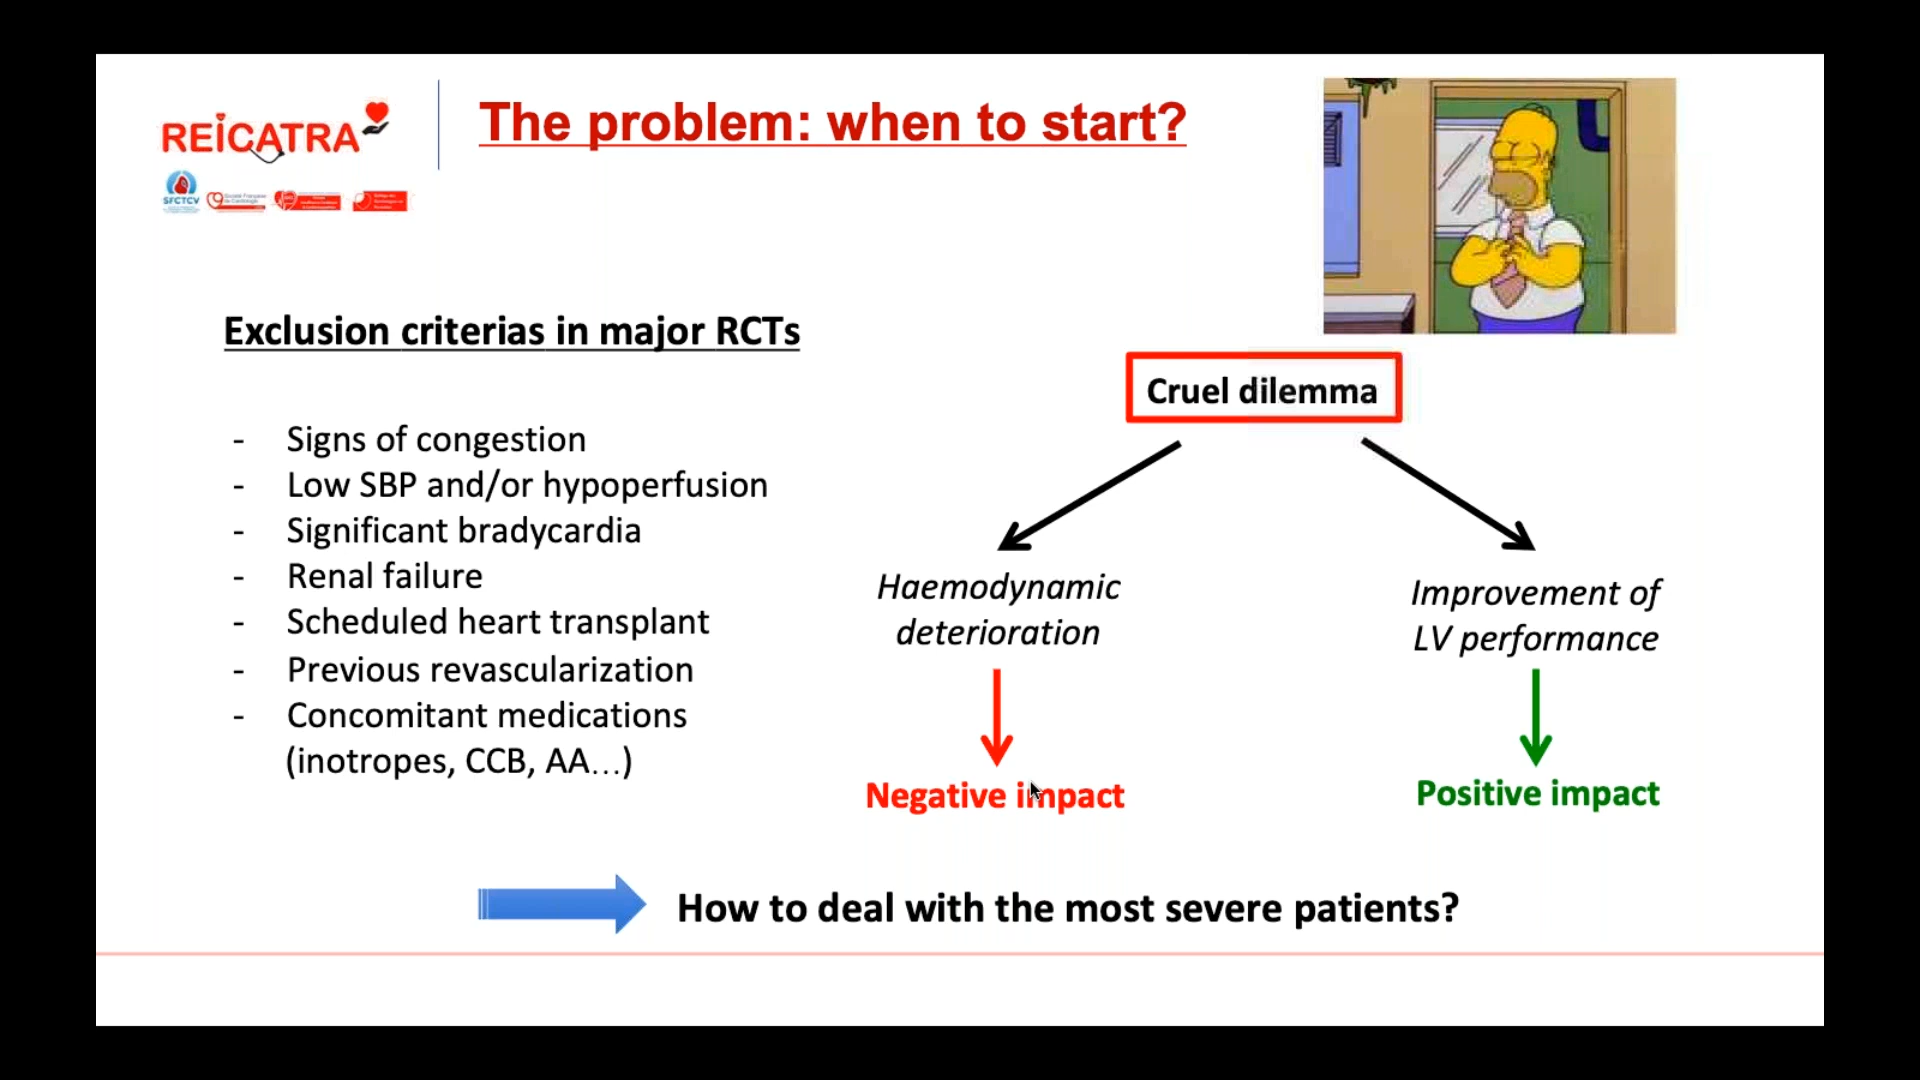 The problem: when to start?
REICATRA
SFCTCV
Exclusion criterias in major RCTs
- Signs of congestion
- Low SBP and/or hypoperfusion
- Significant bradycardia
- Renal failure
- Scheduled heart transplant
- Previous revascularization
- Concomitant medications
(inotropes, CCB, AA...)
Cruel dilemma
Haemodynamic
deterioration
Negative impact
Improvement of
LV performance
Positive impact
How to deal with the most severe patients?